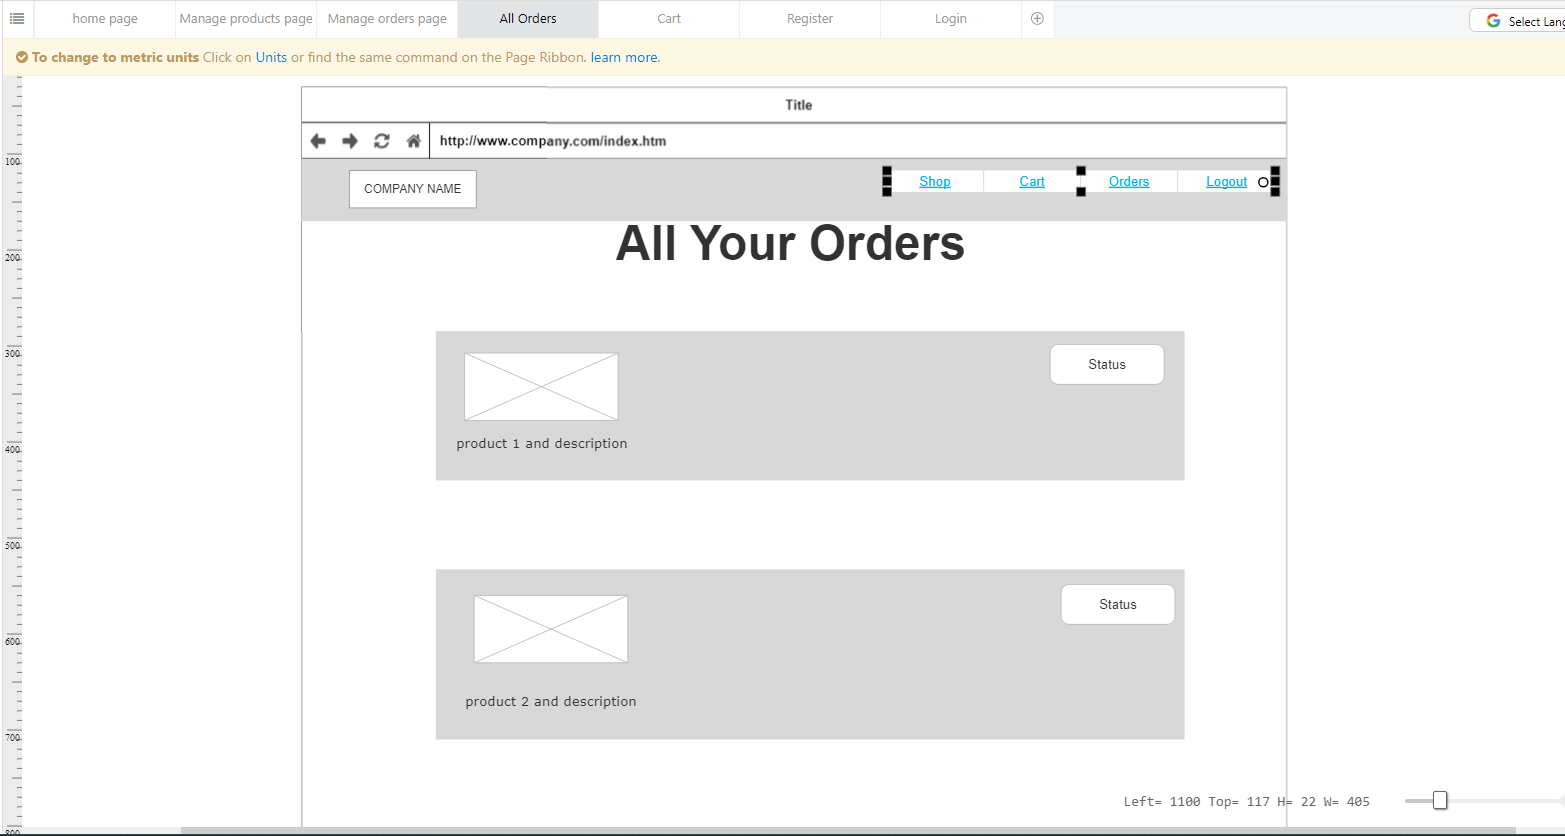 home page Manage products page Manage orders page All Orders Cart Register Login
Select Lang
To change to metric units Click on Units or find the same command on the Page Ribbon. learn more.
Title
http://www.company.com/index.htm
COMPANY NAME
Shop Cart Orders Logout
All Your Orders
Status
product 1 and description
Status
product 2 and description
Left= 1100 Top= 117 H= 22 W= 405
100
200
300
400
500
600
700
800